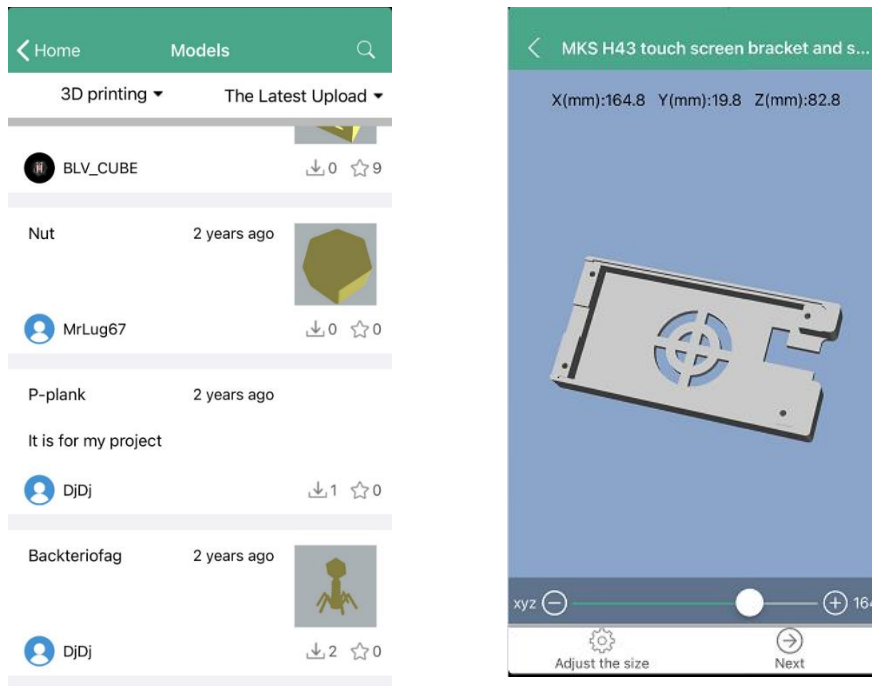 Home Models
3D printing The Latest Upload
BLV_CUBE 0 9
Nut 2 years ago
MrLug67 0 0
P-plank 2 years ago
It is for my project
DjDj 1 0
Backteriofag 2 years ago
DjDj 2 0
MKS H43 touch screen bracket and s...
X(mm):164.8 Y(mm):19.8 Z(mm):82.8
xyz
Adjust the size Next